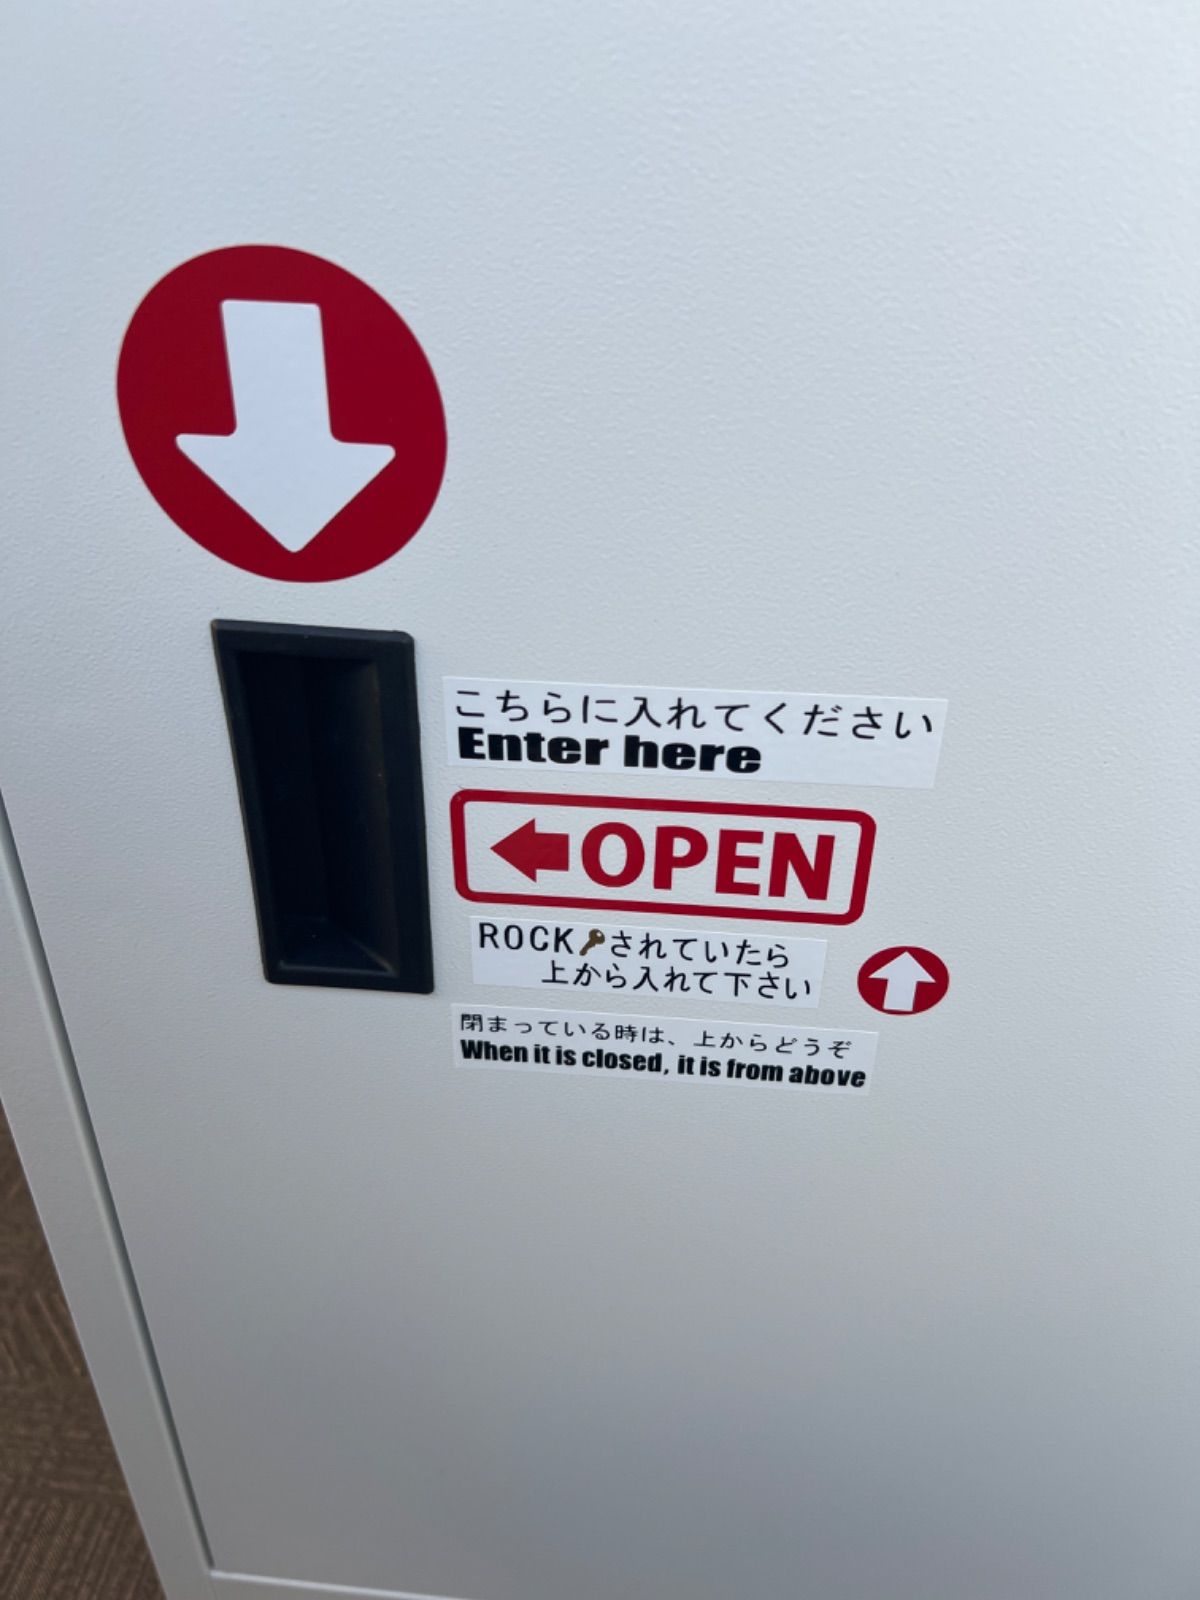 こちらに入れてください
Enter here
OPEN
ROCKされていたら
上から入れて下さい
閉まっている時は、上からどうぞ
When it is closed, it is from above